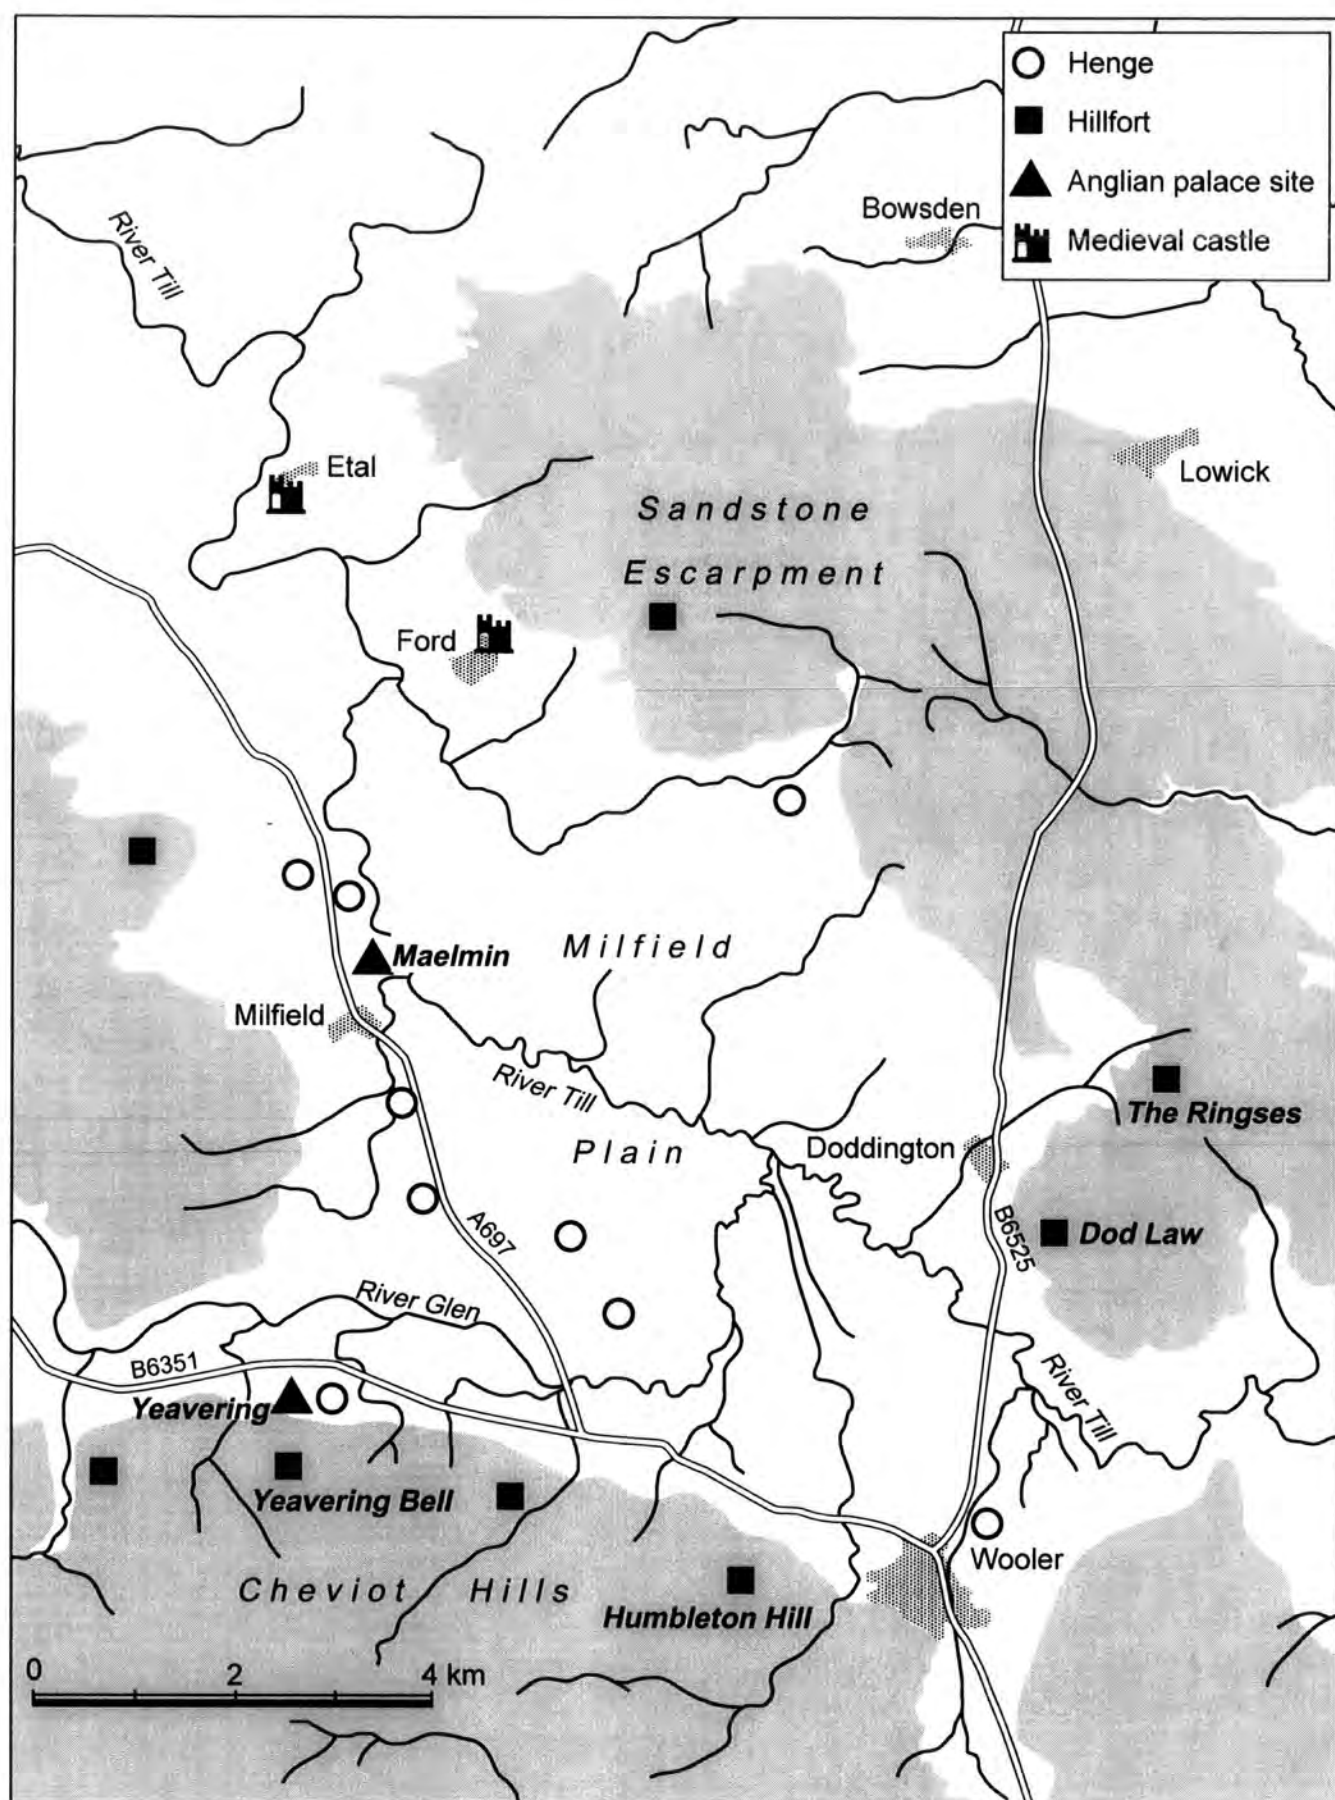 Henge
Hillfort
Anglian palace site
Medieval castle
Bowsden
River Till
Etal
Lowick
Sandstone
Escarpment
Ford
Maelmin
Milfield
Milfield
River Till
Plain
The Ringses
Doddington
A697
B6525
Dod Law
River Glen
B6351
River Till
Yeavering
Yeavering Bell
Wooler
Cheviot Hills
Humbleton Hill
0 2 4 km